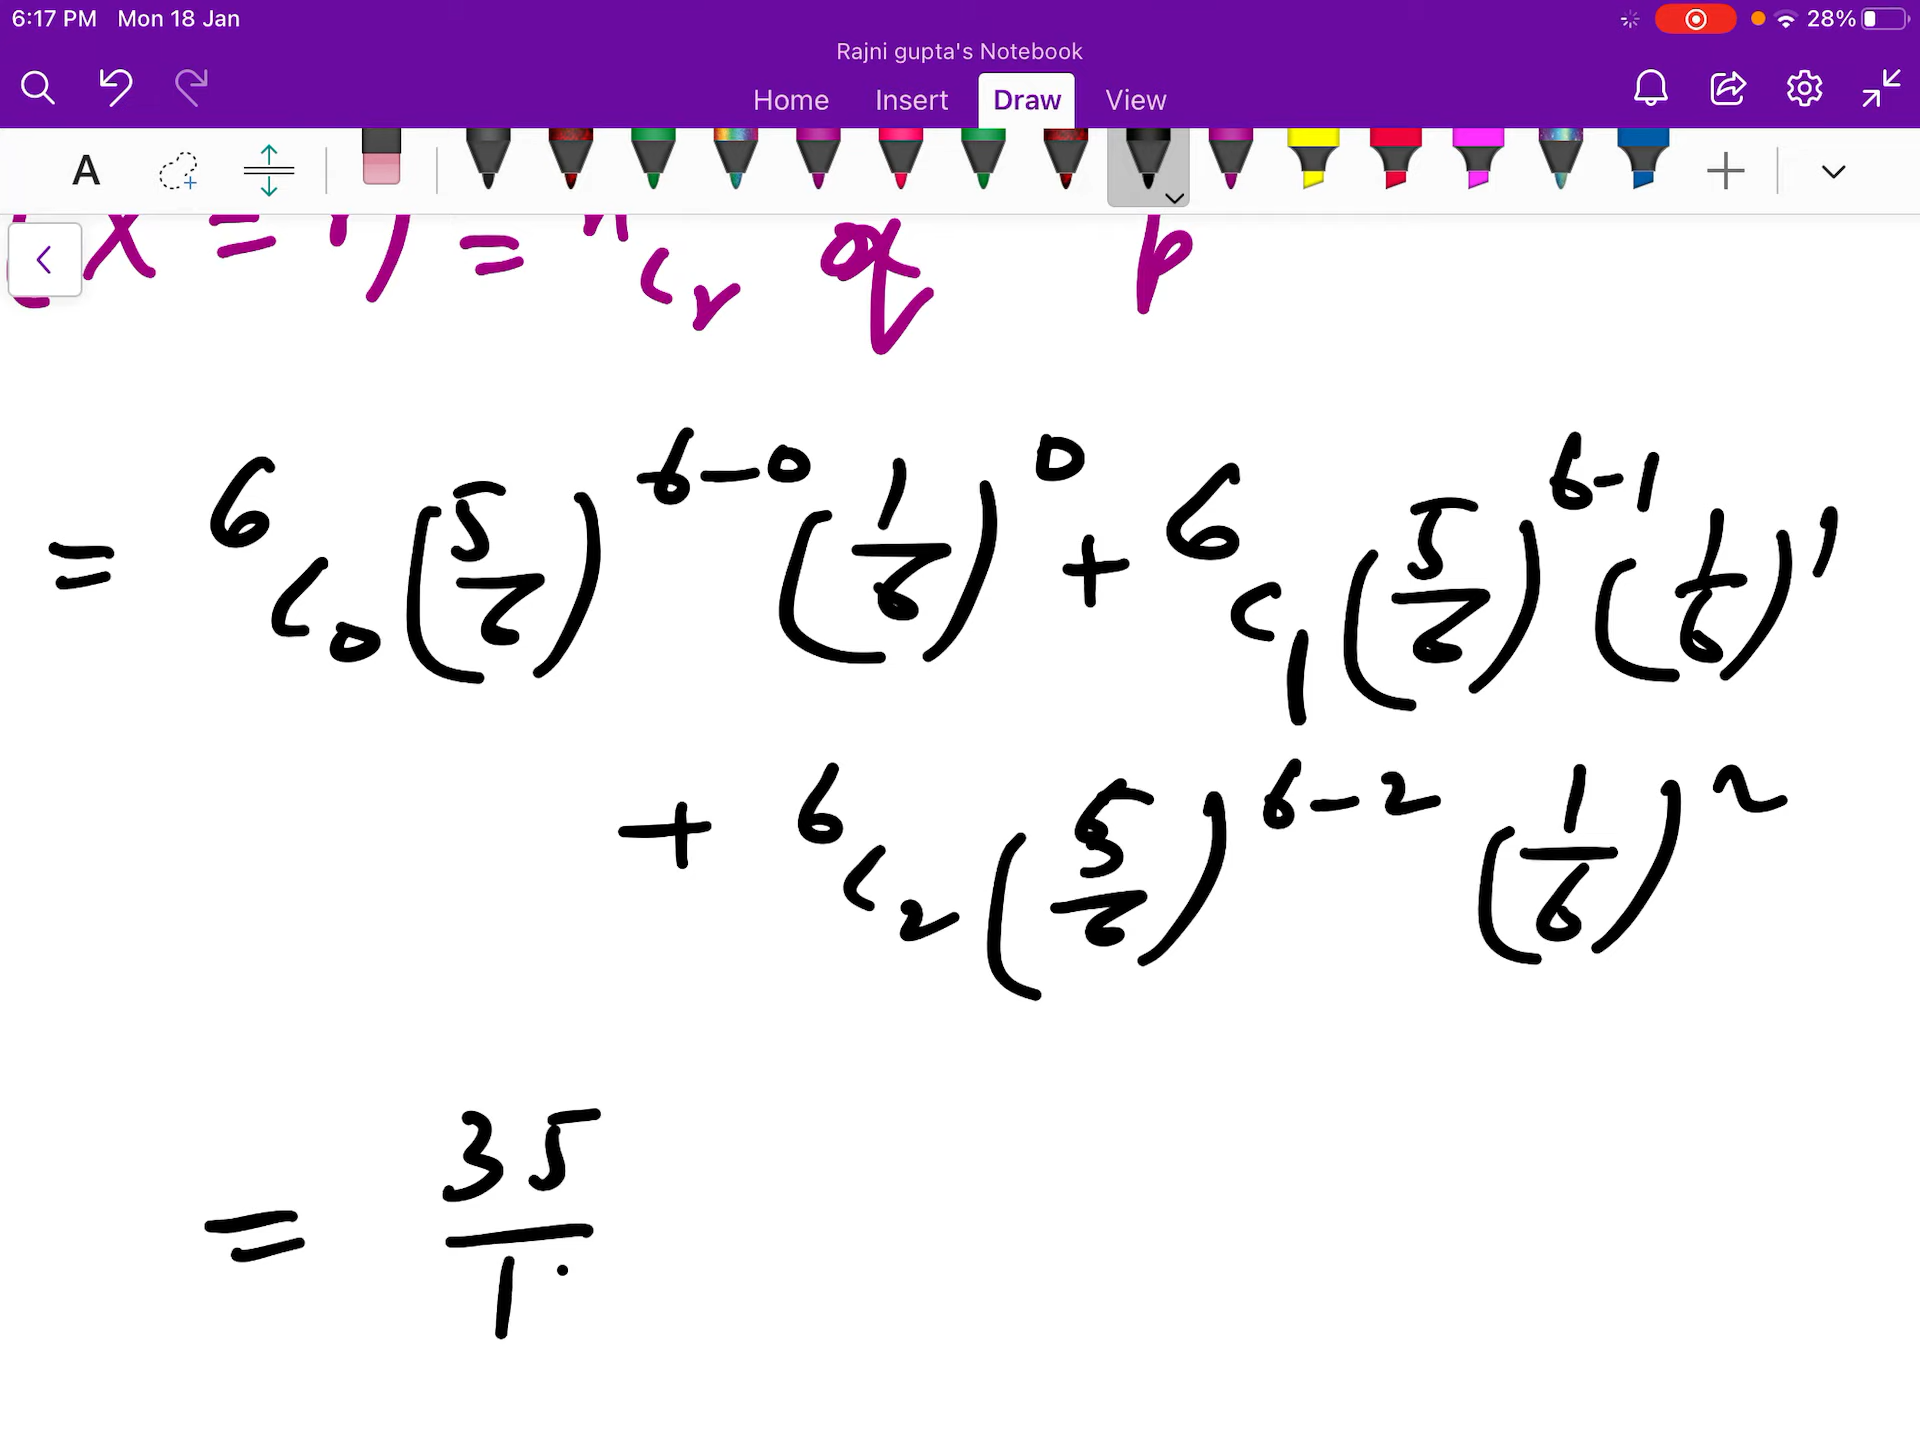 6:17 PM Mon 18 Jan 28%
Rajni gupta's Notebook
Home Insert Draw View
A
x = r) = n c r q p
= ⁶C₀ (5/6)⁶⁻⁰ (1/6)⁰ + ⁶C₁ (5/6)⁶⁻¹ (1/6)¹
+ ⁶C₂ (5/6)⁶⁻² (1/6)²
= 35/1